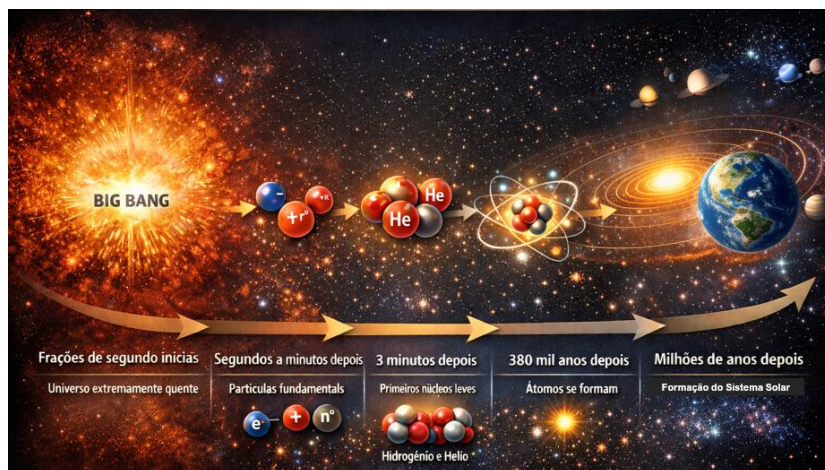 BIG BANG
−
+rº
+K
He
He
Frações de segundo inicias
Universo extremamente quente
Segundos a minutos depois
Particulas fundamentals
e −
+
nº
3 minutos depois
Primeiros núcleos leves
Hidrogénio e Helio
380 mil anos depois
Átomos se formam
Milhões de anos depois
Formação do Sistema Solar